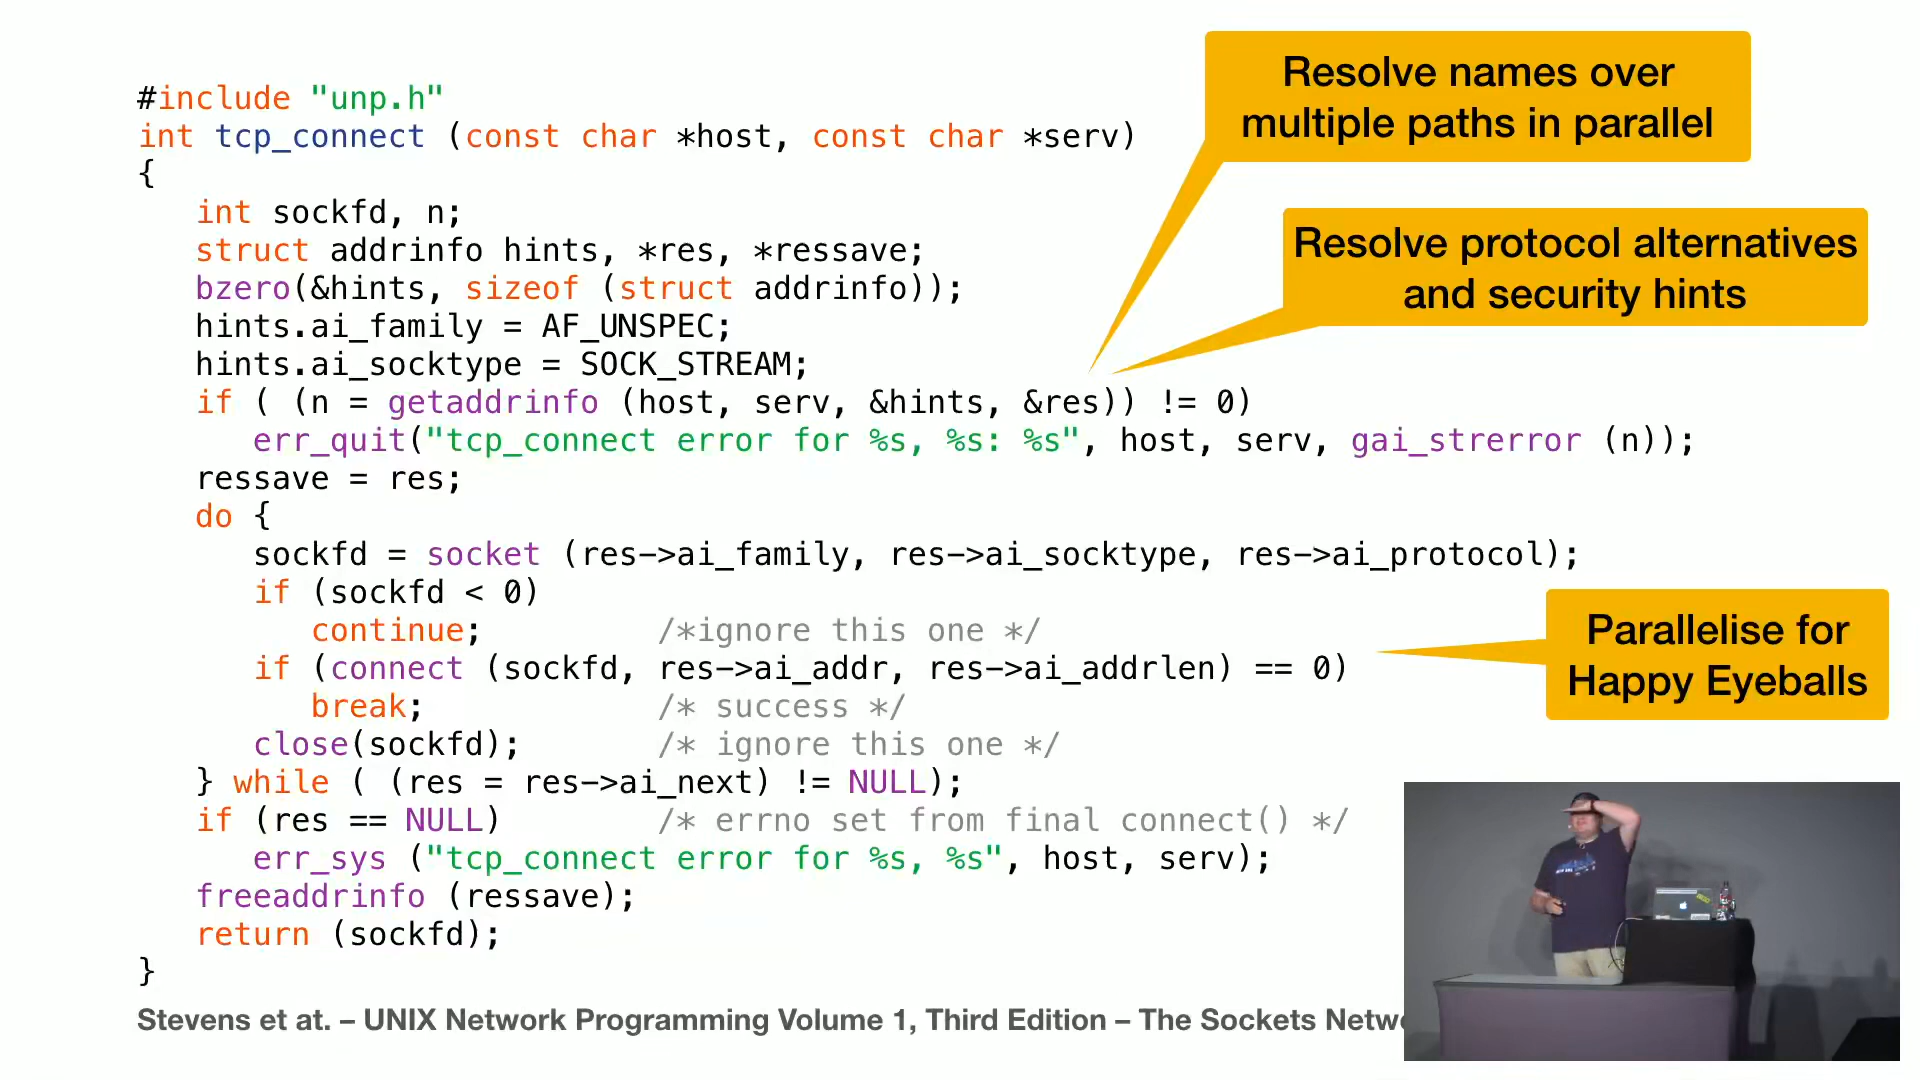 #include "unp.h"
int tcp_connect (const char *host, const char *serv)
{
   int sockfd, n;
   struct addrinfo hints, *res, *ressave;
   bzero(&hints, sizeof (struct addrinfo));
   hints.ai_family = AF_UNSPEC;
   hints.ai_socktype = SOCK_STREAM;
   if ( (n = getaddrinfo (host, serv, &hints, &res)) != 0)
      err_quit("tcp_connect error for %s, %s: %s", host, serv, gai_strerror (n));
   ressave = res;
   do {
      sockfd = socket (res->ai_family, res->ai_socktype, res->ai_protocol);
      if (sockfd < 0)
         continue;         /*ignore this one */
      if (connect (sockfd, res->ai_addr, res->ai_addrlen) == 0)
         break;            /* success */
      close(sockfd);       /* ignore this one */
   } while ( (res = res->ai_next) != NULL);
   if (res == NULL)        /* errno set from final connect() */
      err_sys ("tcp_connect error for %s, %s", host, serv);
   freeaddrinfo (ressave);
   return (sockfd);
}
Resolve names over
multiple paths in parallel
Resolve protocol alternatives
and security hints
Parallelise for
Happy Eyeballs
Stevens et at. – UNIX Network Programming Volume 1, Third Edition – The Sockets